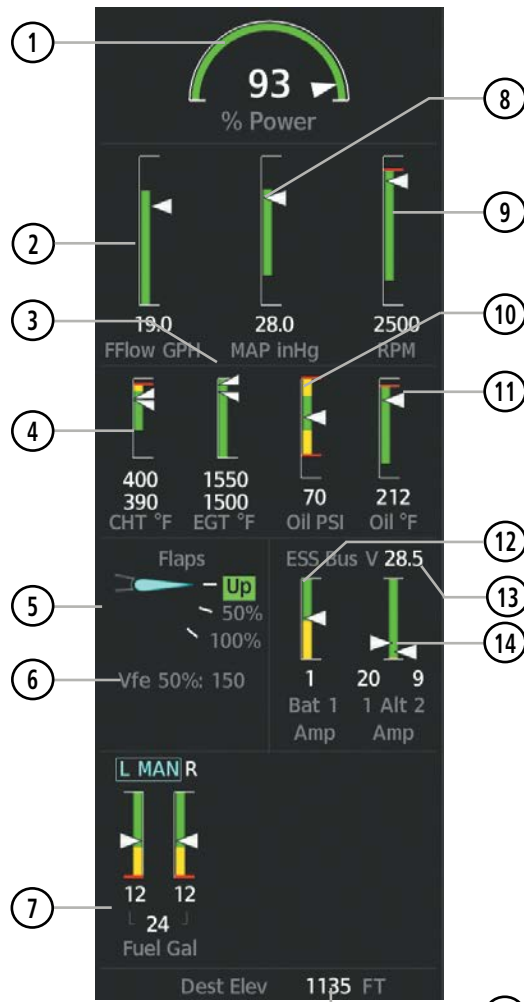 1
93
% Power
8
2
9
19.0 28.0 2500
FFlow GPH MAP inHg RPM
3
10
4
11
400 1550
390 1500 70 212
CHT °F EGT °F Oil PSI Oil °F
12
Flaps ESS Bus V 28.5
13
5
Up
50%
100%
14
6
Vfe 50%: 150
1 20 9
Bat 1 1 Alt 2
Amp Amp
L MAN R
7
12 12
24
Fuel Gal
Dest Elev 1135 FT